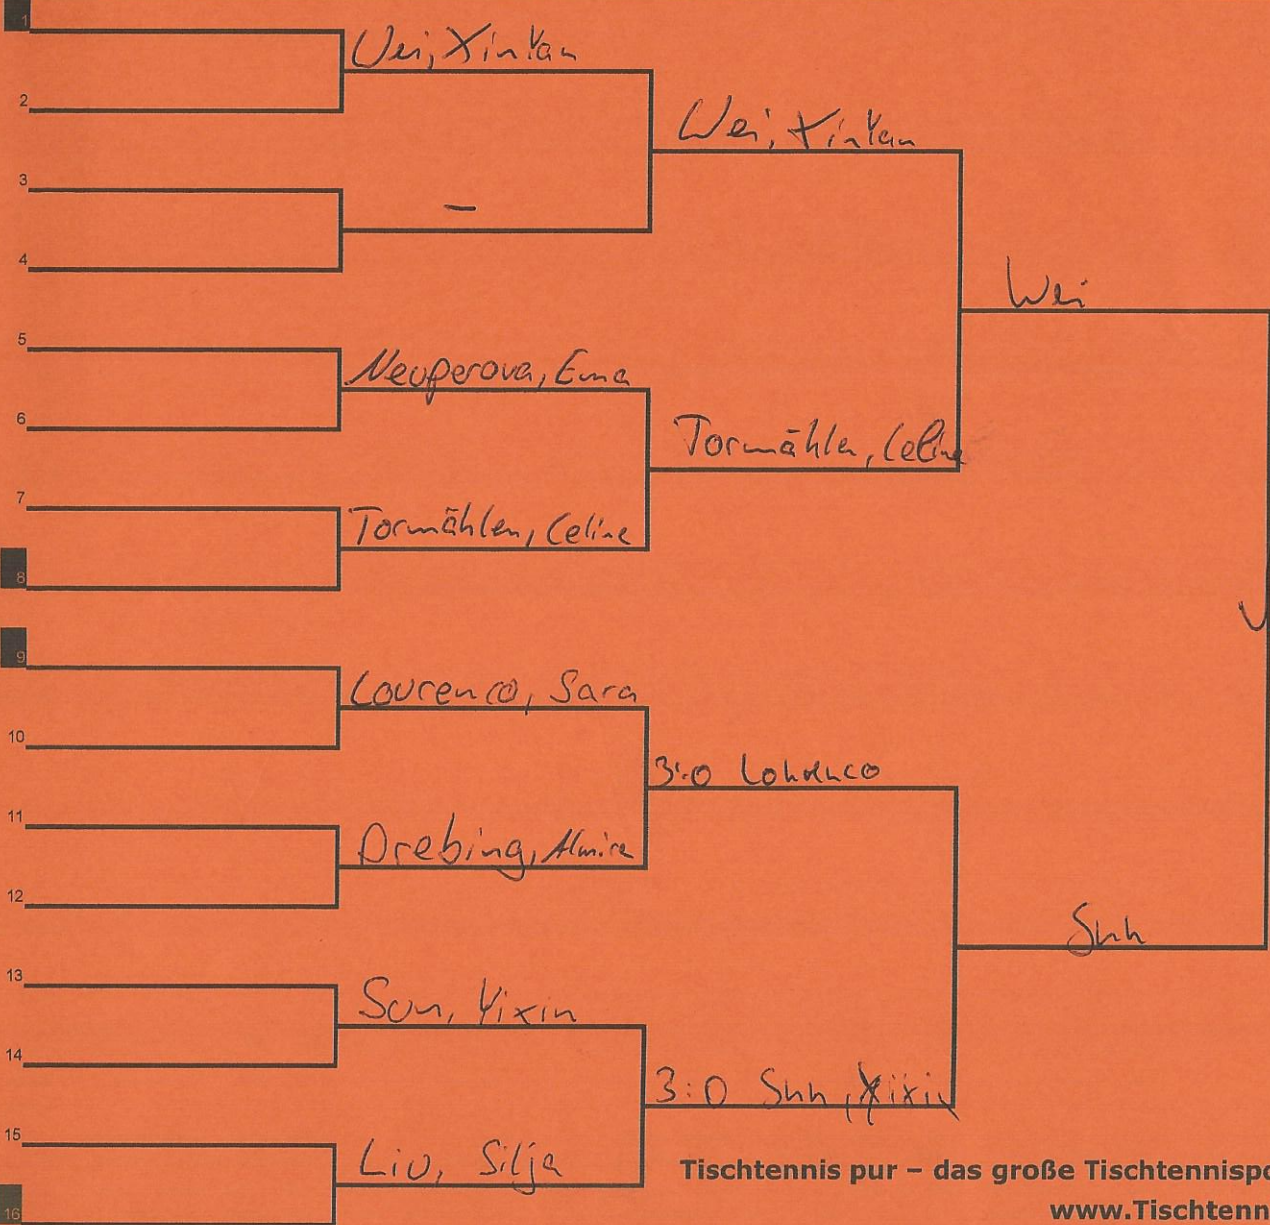 1
Wei, XinYan
2
Wei, XinYan
3
–
4
Wei
5
Neuperova, Ema
6
Tormählen, Celine
7
Tormählen, Celine
8
9
Lourenco, Sara
10
3:0 Lourenco
11
Drebing, Almira
12
Sun
13
Sun, Yixin
14
3:0 Sun, Yixin
15
Liu, Silja
Tischtennis pur – das große Tischtennispo
16
www.Tischtenn